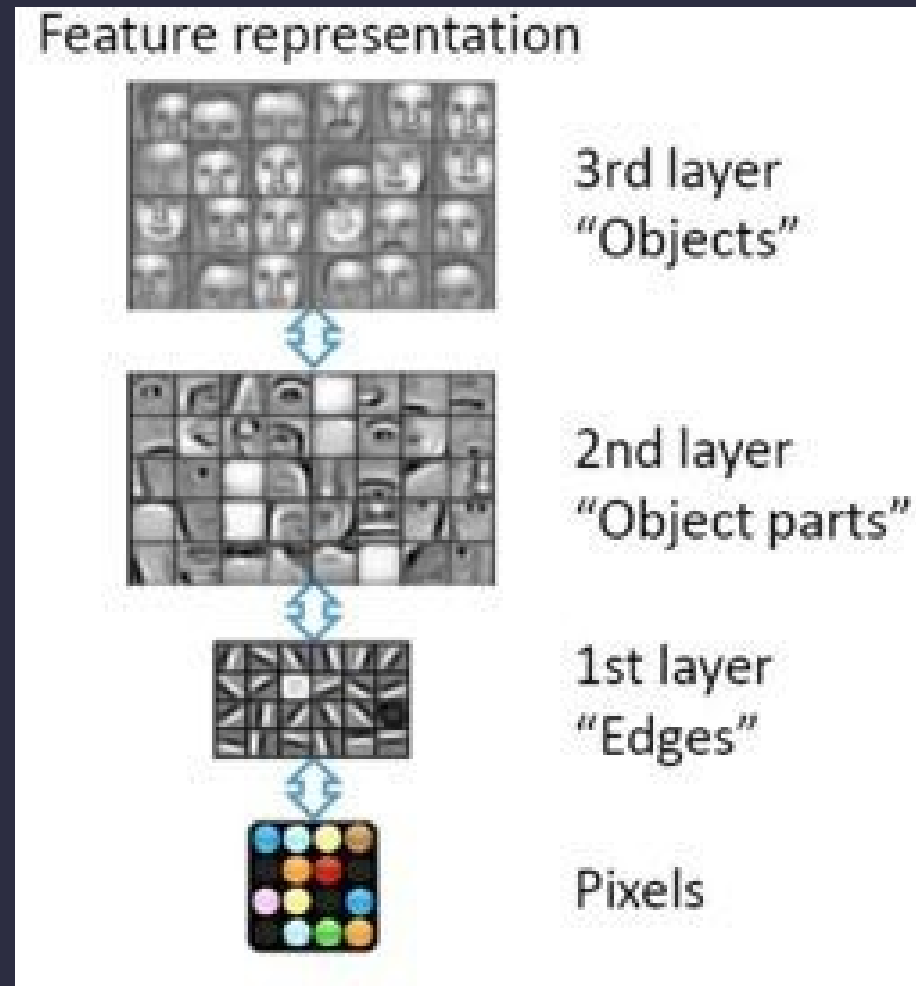 Feature representation
3rd layer
“Objects”
2nd layer
“Object parts”
1st layer
“Edges”
Pixels